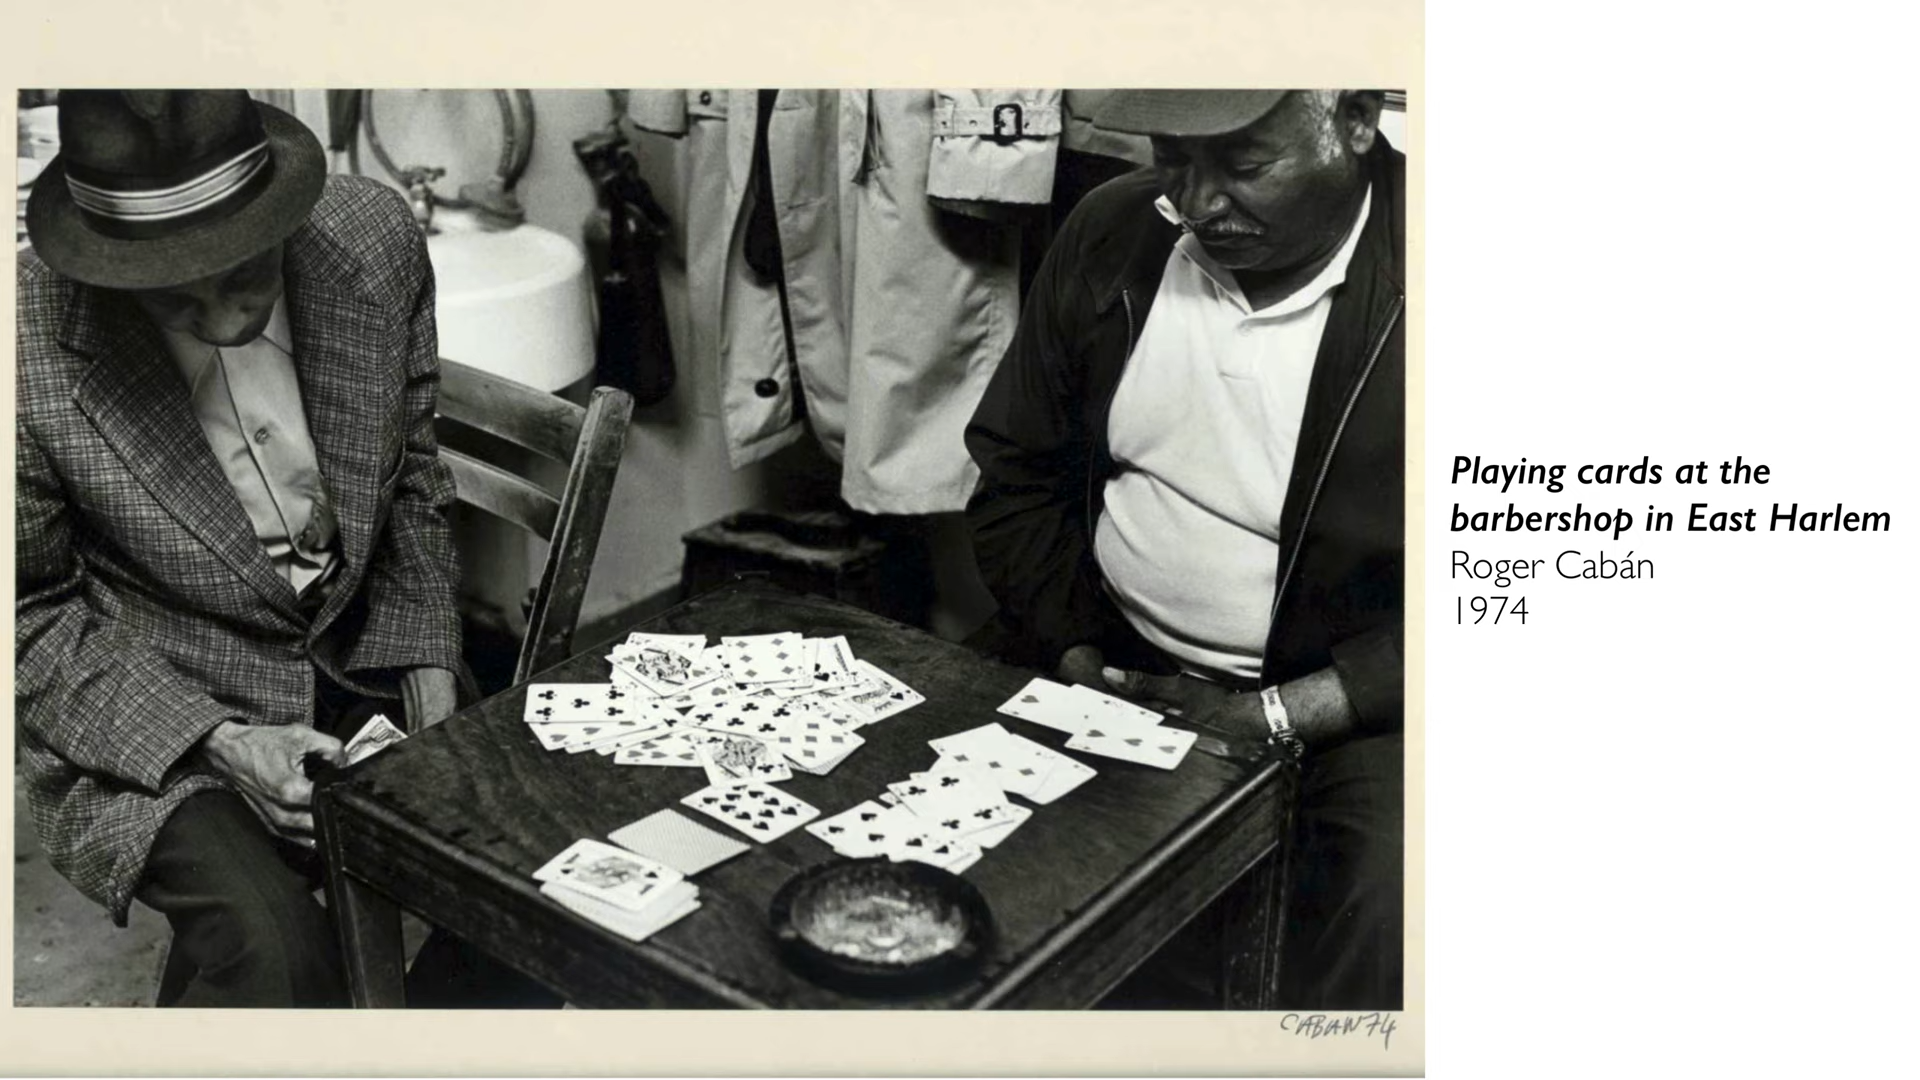 Playing cards at the
barbershop in East Harlem
Roger Cabán
1974
CABAN 74